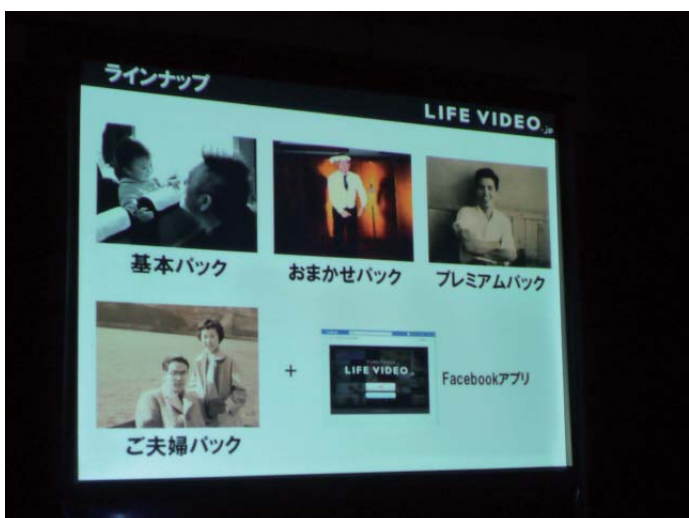 ラインナップ
LIFE VIDEO.jp
基本パック
おまかせパック
プレミアムパック
ご夫婦パック
+
LIFE VIDEO
Facebookアプリ